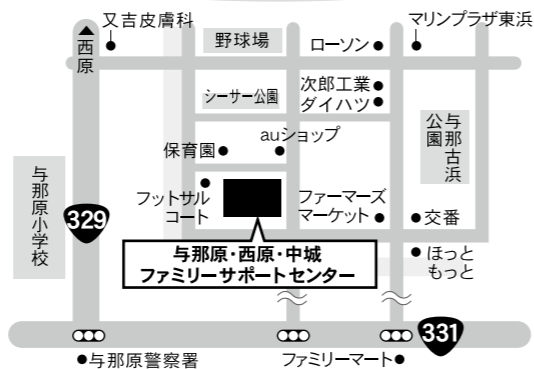 又吉皮膚科
マリンプラザ東浜
▲西原
野球場
ローソン
シーサー公園
次郎工業
ダイハツ
与那古浜
公園
auショップ
保育園
与那原小学校
329
フットサル
コート
ファーマーズ
マーケット
交番
与那原・西原・中城
ファミリーサポートセンター
ほっと
もっと
331
与那原警察署
ファミリーマート